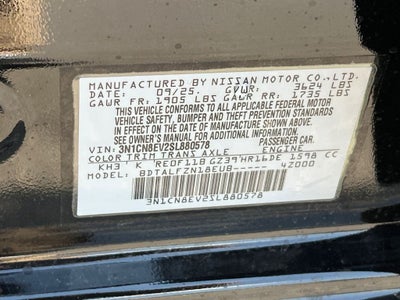 MANUFACTURED BY NISSAN MOTOR CO., LTD.
DATE: 09/25. GVWR: 3624 LBS
GAWR FR: 1905 LBS GAWR RR: 1735 LBS
THIS VEHICLE CONFORMS TO ALL APPLICABLE FEDERAL MOTOR
VEHICLE SAFETY, BUMPER AND THEFT PREVENTION STANDARDS
IN EFFECT ON THE DATE OF MANUFACTURE SHOWN ABOVE.
SEE OWNER'S MANUAL FOR ADDITIONAL INFORMATION.
VIN: 3N1CN8EV2SL880578 PASSENGER CAR.
COLOR TRIM TRANS AXLE ENGINE
KH3 K RE0F11B GZ39 HR16DE 1598 CC
BDTALFZN18EU8----- 4Z000
3N1CN8EV2SL880578